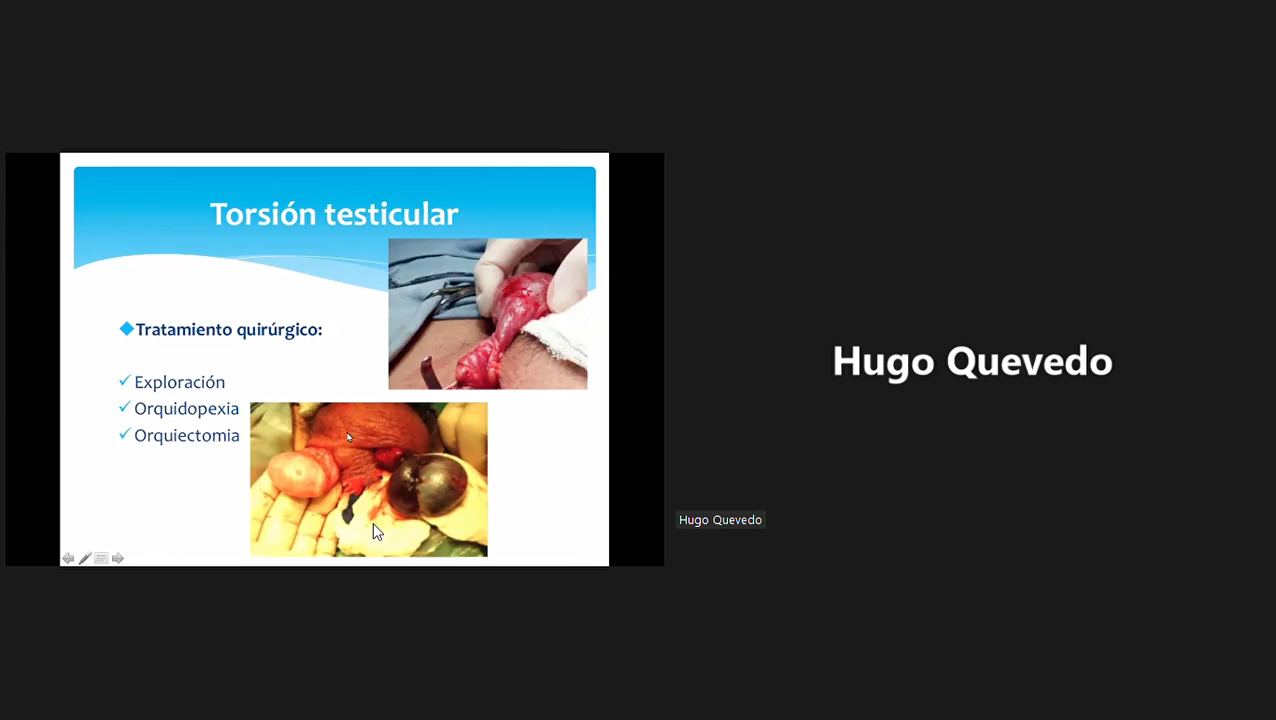 Torsión testicular
Tratamiento quirúrgico:
Exploración
Orquidopexia
Orquiectomia
Hugo Quevedo
Hugo Quevedo